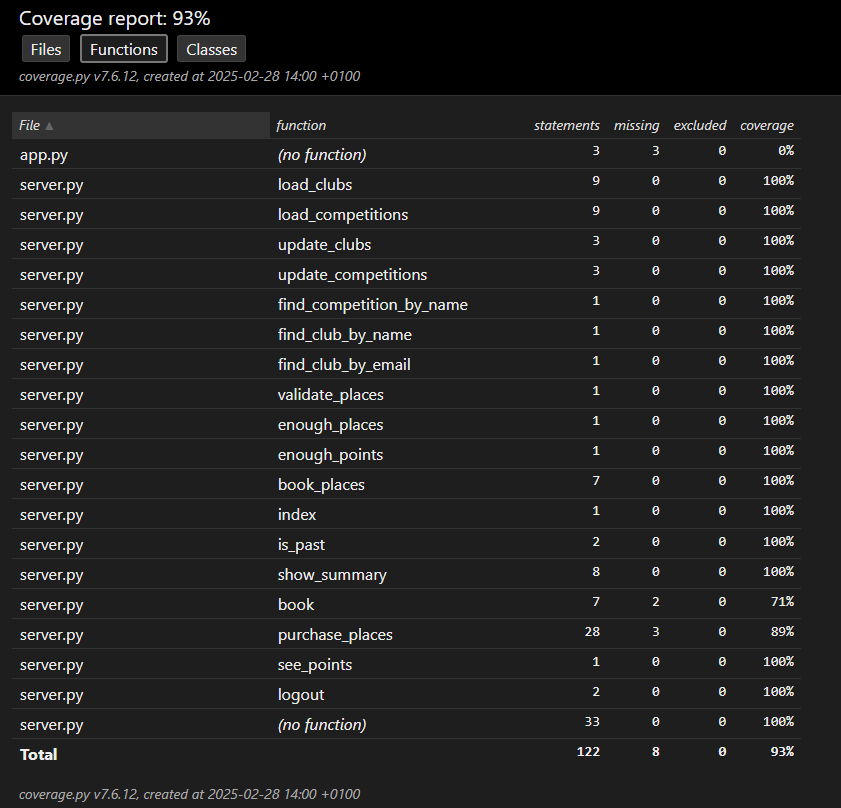 Coverage report: 93%
Files Functions Classes
coverage.py v7.6.12, created at 2025-02-28 14:00 +0100
File ▲ function statements missing excluded coverage
app.py (no function) 3 3 0 0%
server.py load_clubs 9 0 0 100%
server.py load_competitions 9 0 0 100%
server.py update_clubs 3 0 0 100%
server.py update_competitions 3 0 0 100%
server.py find_competition_by_name 1 0 0 100%
server.py find_club_by_name 1 0 0 100%
server.py find_club_by_email 1 0 0 100%
server.py validate_places 1 0 0 100%
server.py enough_places 1 0 0 100%
server.py enough_points 1 0 0 100%
server.py book_places 7 0 0 100%
server.py index 1 0 0 100%
server.py is_past 2 0 0 100%
server.py show_summary 8 0 0 100%
server.py book 7 2 0 71%
server.py purchase_places 28 3 0 89%
server.py see_points 1 0 0 100%
server.py logout 2 0 0 100%
server.py (no function) 33 0 0 100%
Total 122 8 0 93%
coverage.py v7.6.12, created at 2025-02-28 14:00 +0100